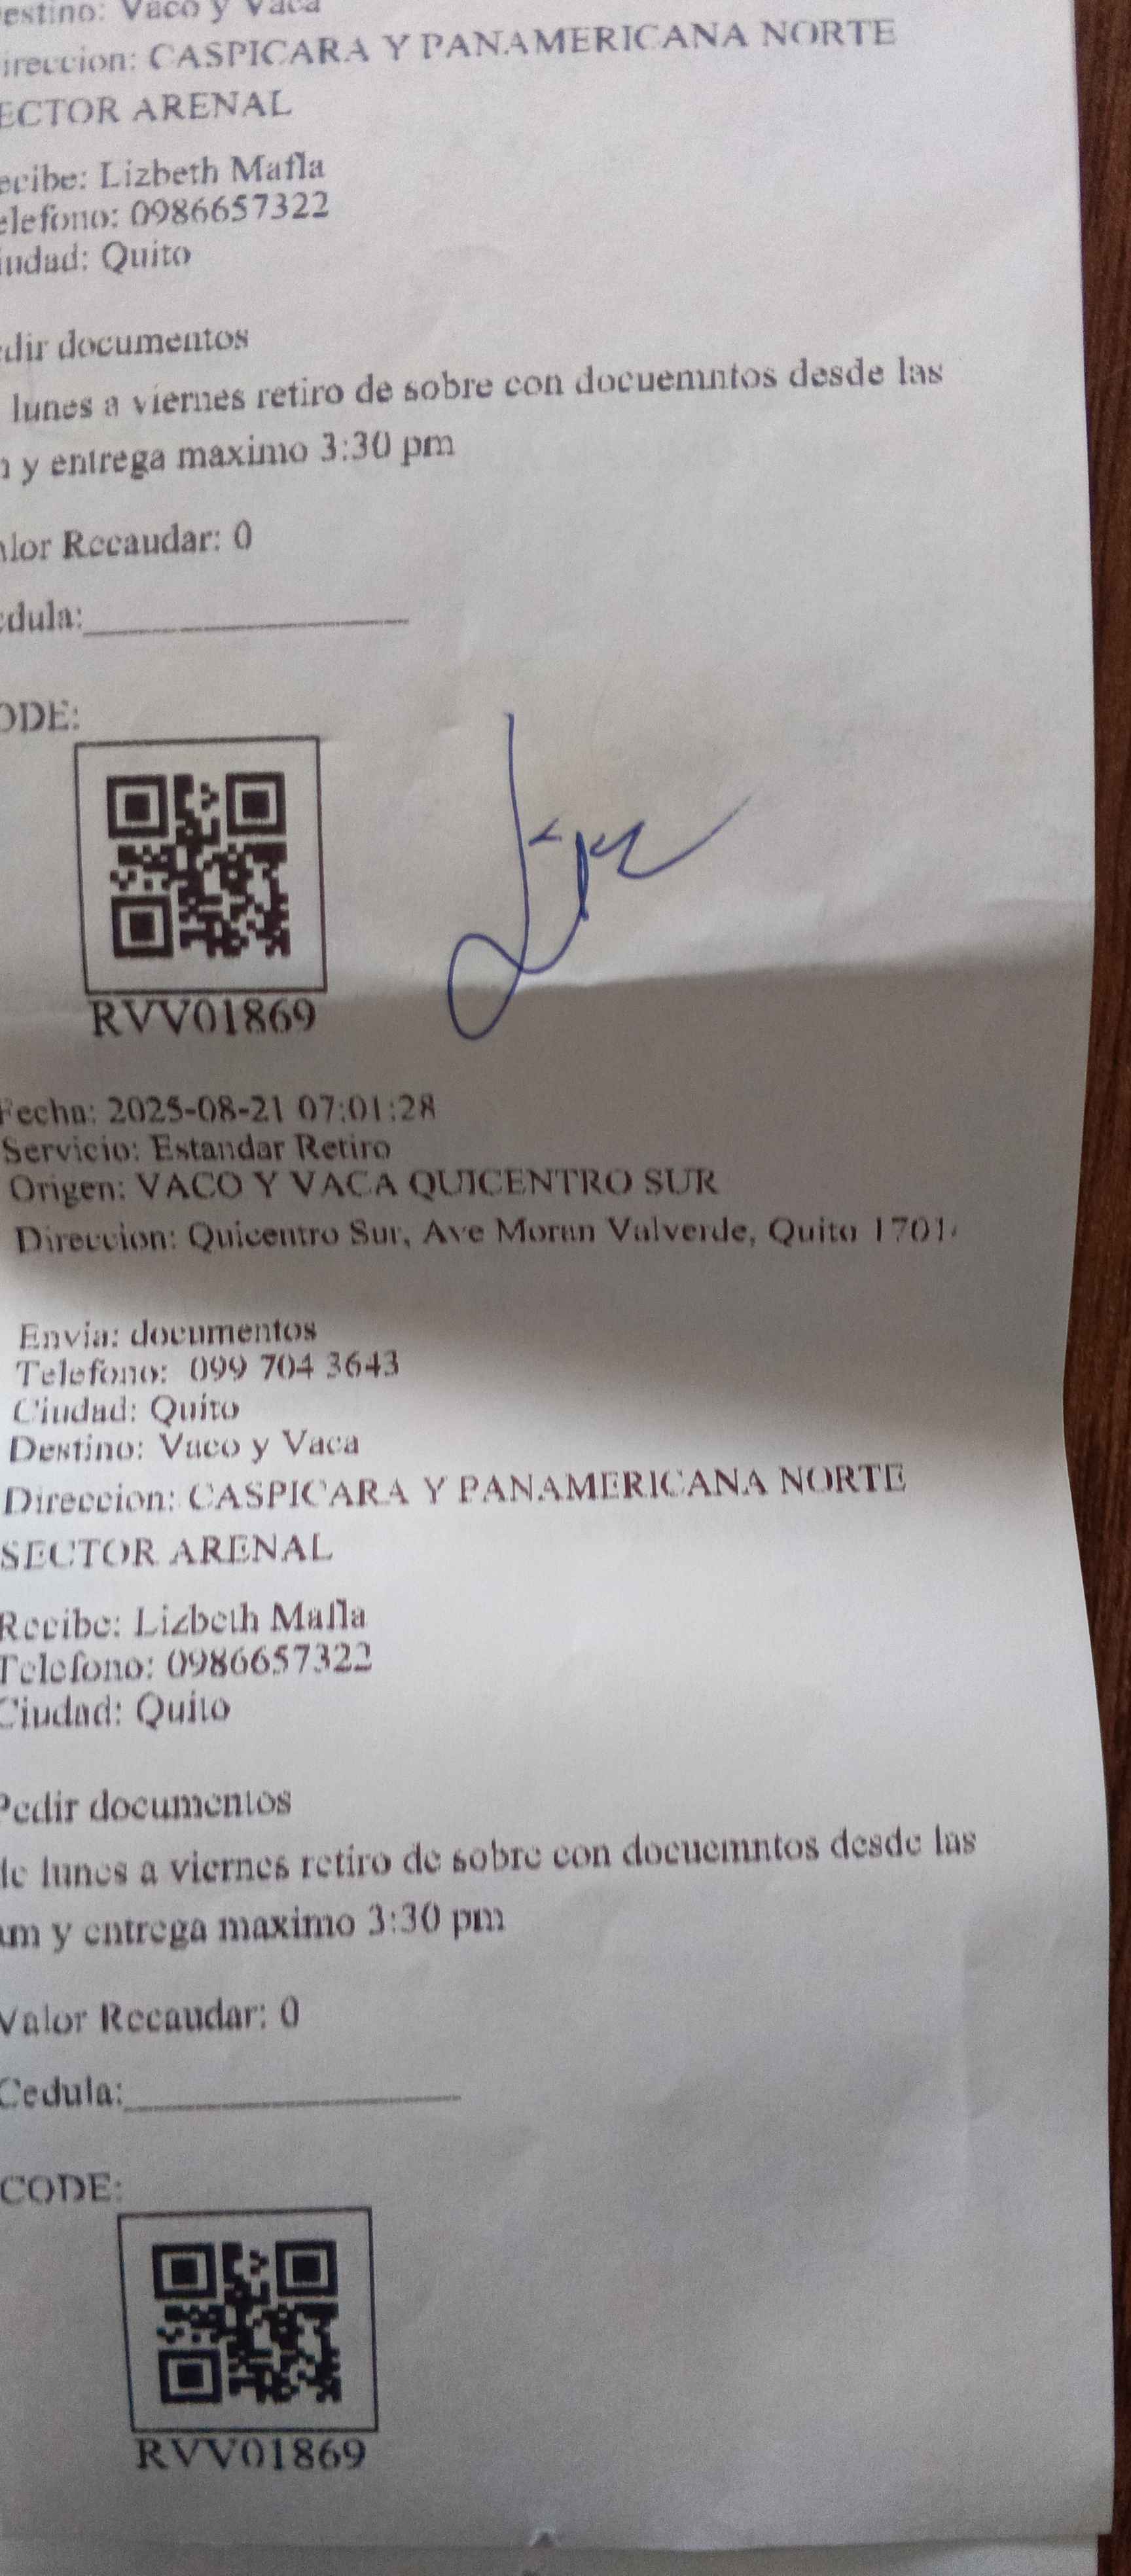 estino: Vaco y Vaca
ireccion: CASPICARA Y PANAMERICANA NORTE
ECTOR ARENAL
ecibe: Lizbeth Mafla
elefono: 0986657322
iudad: Quito
dir documentos
lunes a viernes retiro de sobre con docuemntos desde las
y entrega maximo 3:30 pm
lor Recaudar: 0
dula:
ODE:
RVV01869
Fecha: 2025-08-21 07:01:28
Servicio: Estandar Retiro
Origen: VACO Y VACA QUICENTRO SUR
Direccion: Quicentro Sur, Ave Moran Valverde, Quito 1701
Envia: documentos
Telefono: 099 704 3643
Ciudad: Quito
Destino: Vaco y Vaca
Direccion: CASPICARA Y PANAMERICANA NORTE
SECTOR ARENAL
Recibe: Lizbeth Mafla
Telefono: 0986657322
Ciudad: Quito
Pedir documentos
de lunes a viernes retiro de sobre con docuemntos desde las
am y entrega maximo 3:30 pm
Valor Recaudar: 0
Cedula:
CODE:
RVV01869